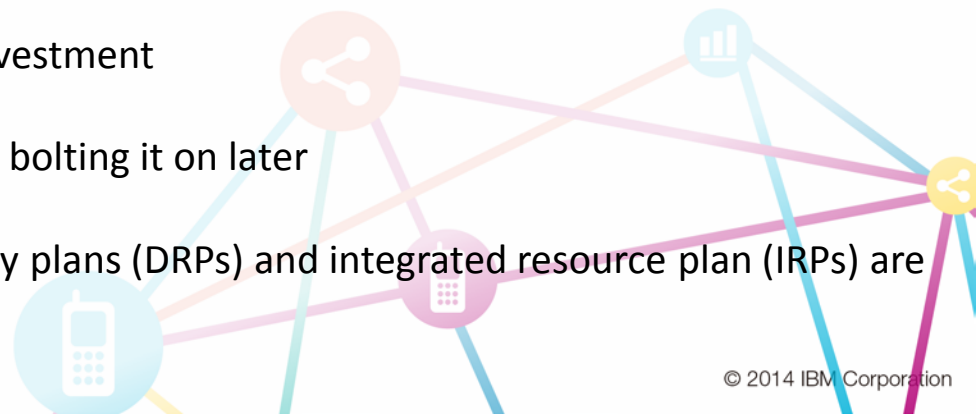 vestment
bolting it on later
y plans (DRPs) and integrated resource plan (IRPs) are
© 2014 IBM Corporation